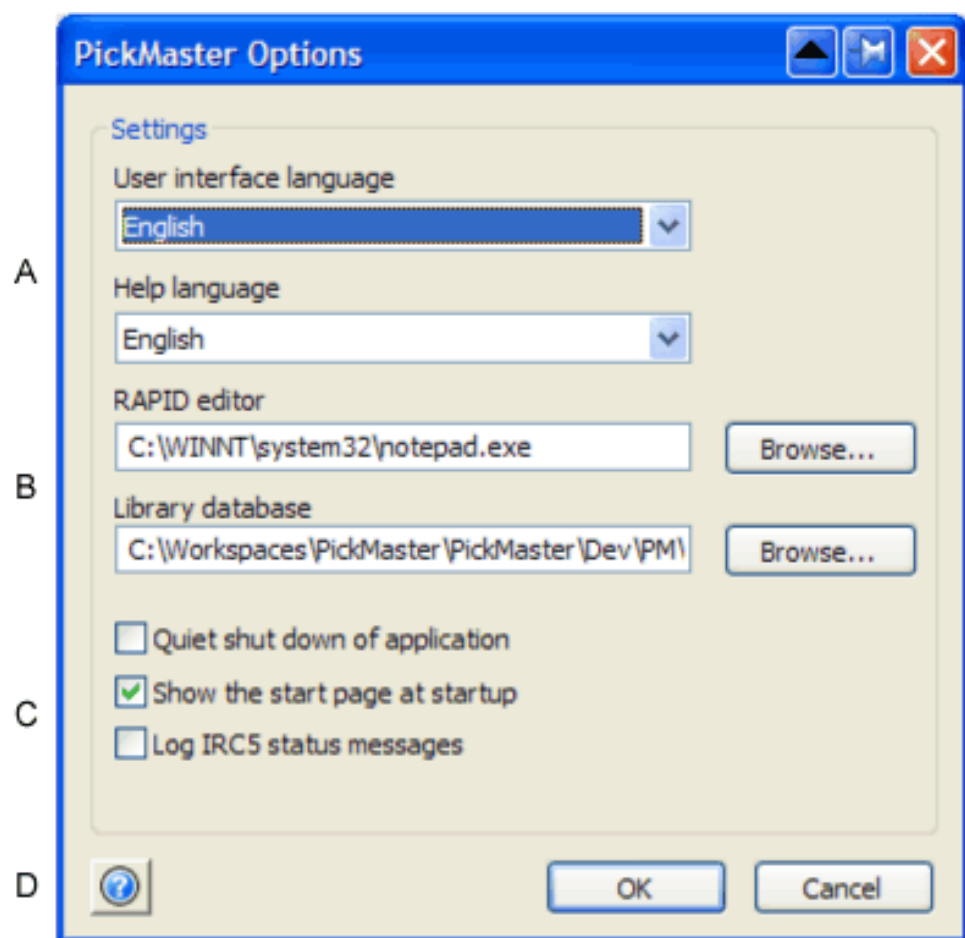 PickMaster Options
Settings
User interface language
English
A
Help language
English
RAPID editor
C:\WINNT\system32\notepad.exe Browse...
B
Library database
C:\Workspaces\PickMaster\PickMaster\Dev\PM\ Browse...
Quiet shut down of application
Show the start page at startup
C
Log IRC5 status messages
D ? OK Cancel